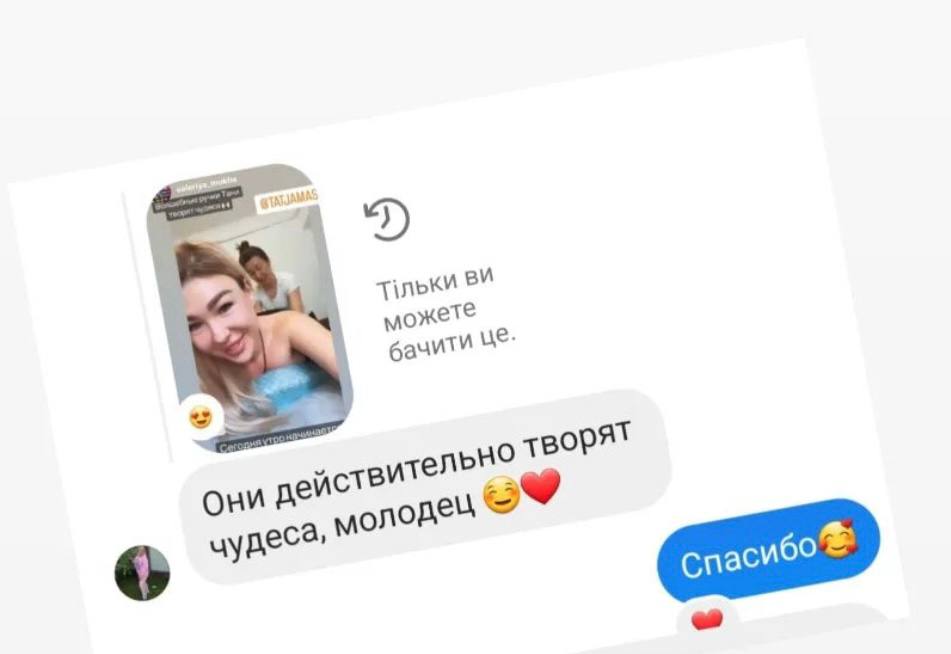 valeriya_mukha
Волшебные ручки Тани
творят чудеса🙌
@TATJAMAS
Тільки ви
можете
бачити це.
Сегодня утро начинаетс
Они действительно творят
чудеса, молодец ☺️❤️
Спасибо🥰